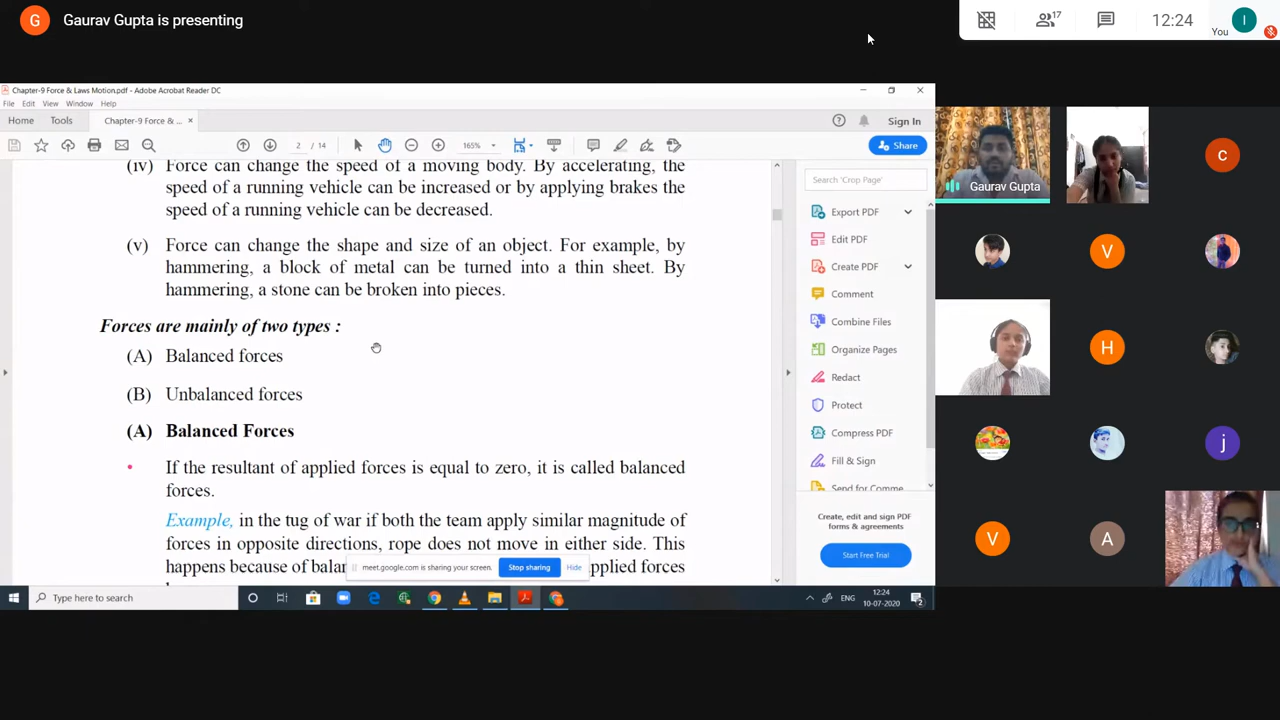 G Gaurav Gupta is presenting
17
12:24
You
I
Chapter-9 Force & Laws Motion.pdf - Adobe Acrobat Reader DC
File Edit View Window Help
Home Tools Chapter-9 Force & ... × Sign In
2 / 14 165% Share
(iv) Force can change the speed of a moving body. By accelerating, the
speed of a running vehicle can be increased or by applying brakes the
speed of a running vehicle can be decreased.
(v) Force can change the shape and size of an object. For example, by
hammering, a block of metal can be turned into a thin sheet. By
hammering, a stone can be broken into pieces.
Forces are mainly of two types :
(A) Balanced forces
(B) Unbalanced forces
(A) Balanced Forces
• If the resultant of applied forces is equal to zero, it is called balanced
forces.
Example, in the tug of war if both the team apply similar magnitude of
forces in opposite directions, rope does not move in either side. This
happens because of balan
applied forces
meet.google.com is sharing your screen. Stop sharing Hide
Search 'Crop Page'
Export PDF
Edit PDF
Create PDF
Comment
Combine Files
Organize Pages
Redact
Protect
Compress PDF
Fill & Sign
Send for Comme
Create, edit and sign PDF
forms & agreements
Start Free Trial
Type here to search
ENG
12:24
10-07-2020
2
Gaurav Gupta
C
V
H
j
V
A